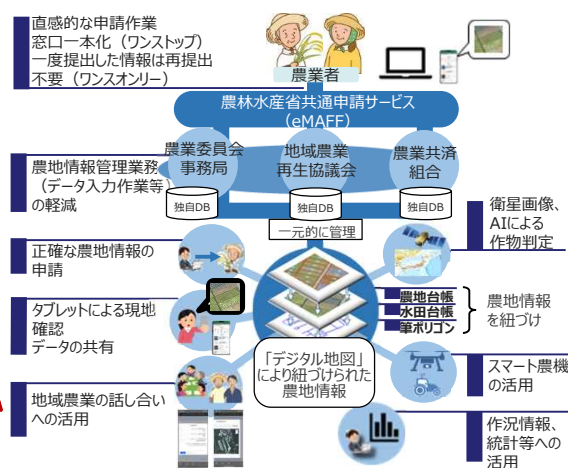 直感的な申請作業
窓口一本化（ワンストップ）
一度提出した情報は再提出
不要（ワンスオンリー）
農業者
農林水産省共通申請サービス
（eMAFF）
農業委員会
事務局
地域農業
再生協議会
農業共済
組合
農地情報管理業務
（データ入力作業等）
の軽減
独自DB
独自DB
独自DB
一元的に管理
衛星画像、
AIによる
作物判定
正確な農地情報の
申請
農地台帳
水田台帳
筆ポリゴン
農地情報
を紐づけ
タブレットによる現地
確認
データの共有
「デジタル地図」
により紐づけられた
農地情報
スマート農機
の活用
地域農業の話し合い
への活用
作況情報、
統計等への
活用